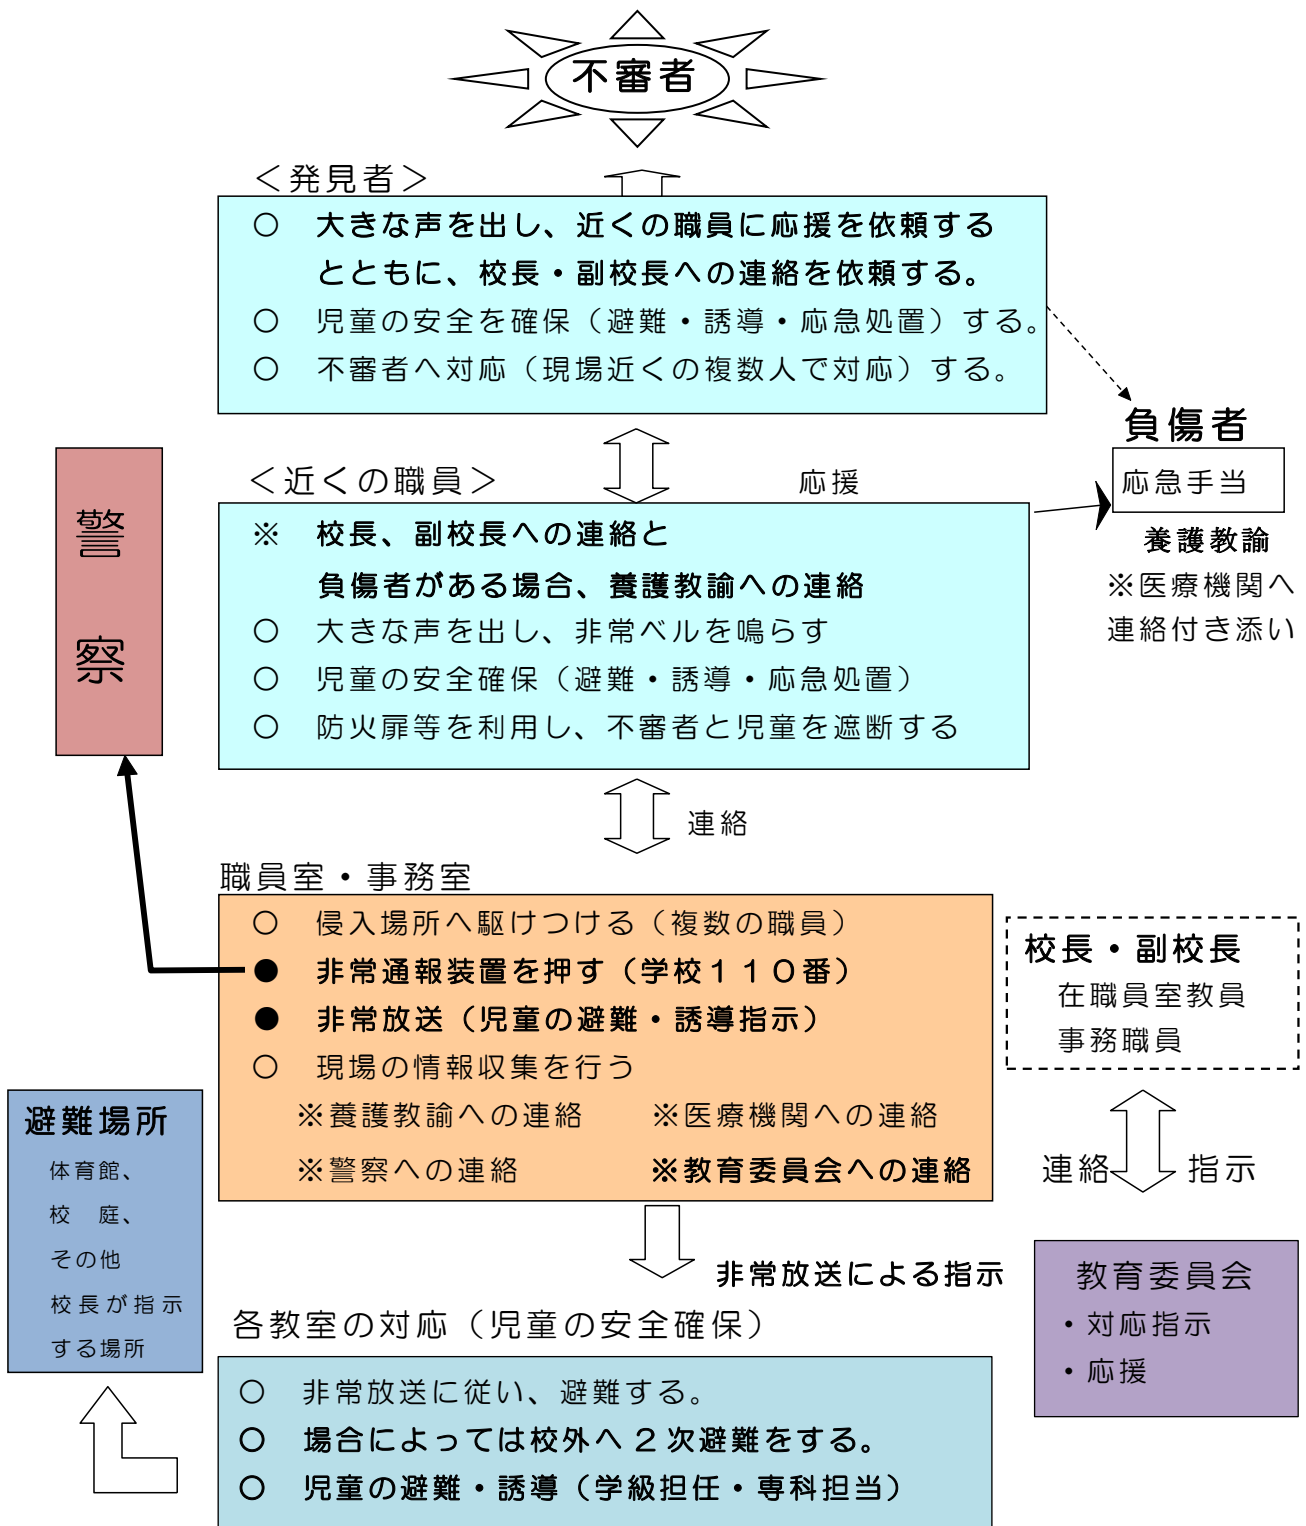 不審者
＜発見者＞
○　大きな声を出し、近くの職員に応援を依頼する
とともに、校長・副校長への連絡を依頼する。
○　児童の安全を確保（避難・誘導・応急処置）する。
○　不審者へ対応（現場近くの複数人で対応）する。
負傷者
応急手当
養護教諭
※医療機関へ
連絡付き添い
警
察
＜近くの職員＞
応援
※　校長、副校長への連絡と
負傷者がある場合、養護教諭への連絡
○　大きな声を出し、非常ベルを鳴らす
○　児童の安全確保（避難・誘導・応急処置）
○　防火扉等を利用し、不審者と児童を遮断する
連絡
職員室・事務室
○　侵入場所へ駆けつける（複数の職員）
●　非常通報装置を押す（学校１１０番）
●　非常放送（児童の避難・誘導指示）
○　現場の情報収集を行う
※養護教諭への連絡　　※医療機関への連絡
※警察への連絡　　※教育委員会への連絡
校長・副校長
在職員室教員
事務職員
連絡　指示
教育委員会
・対応指示
・応援
非常放送による指示
各教室の対応（児童の安全確保）
○　非常放送に従い、避難する。
○　場合によっては校外へ２次避難をする。
○　児童の避難・誘導（学級担任・専科担当）
避難場所
体育館、
校　庭、
その他
校長が指示
する場所